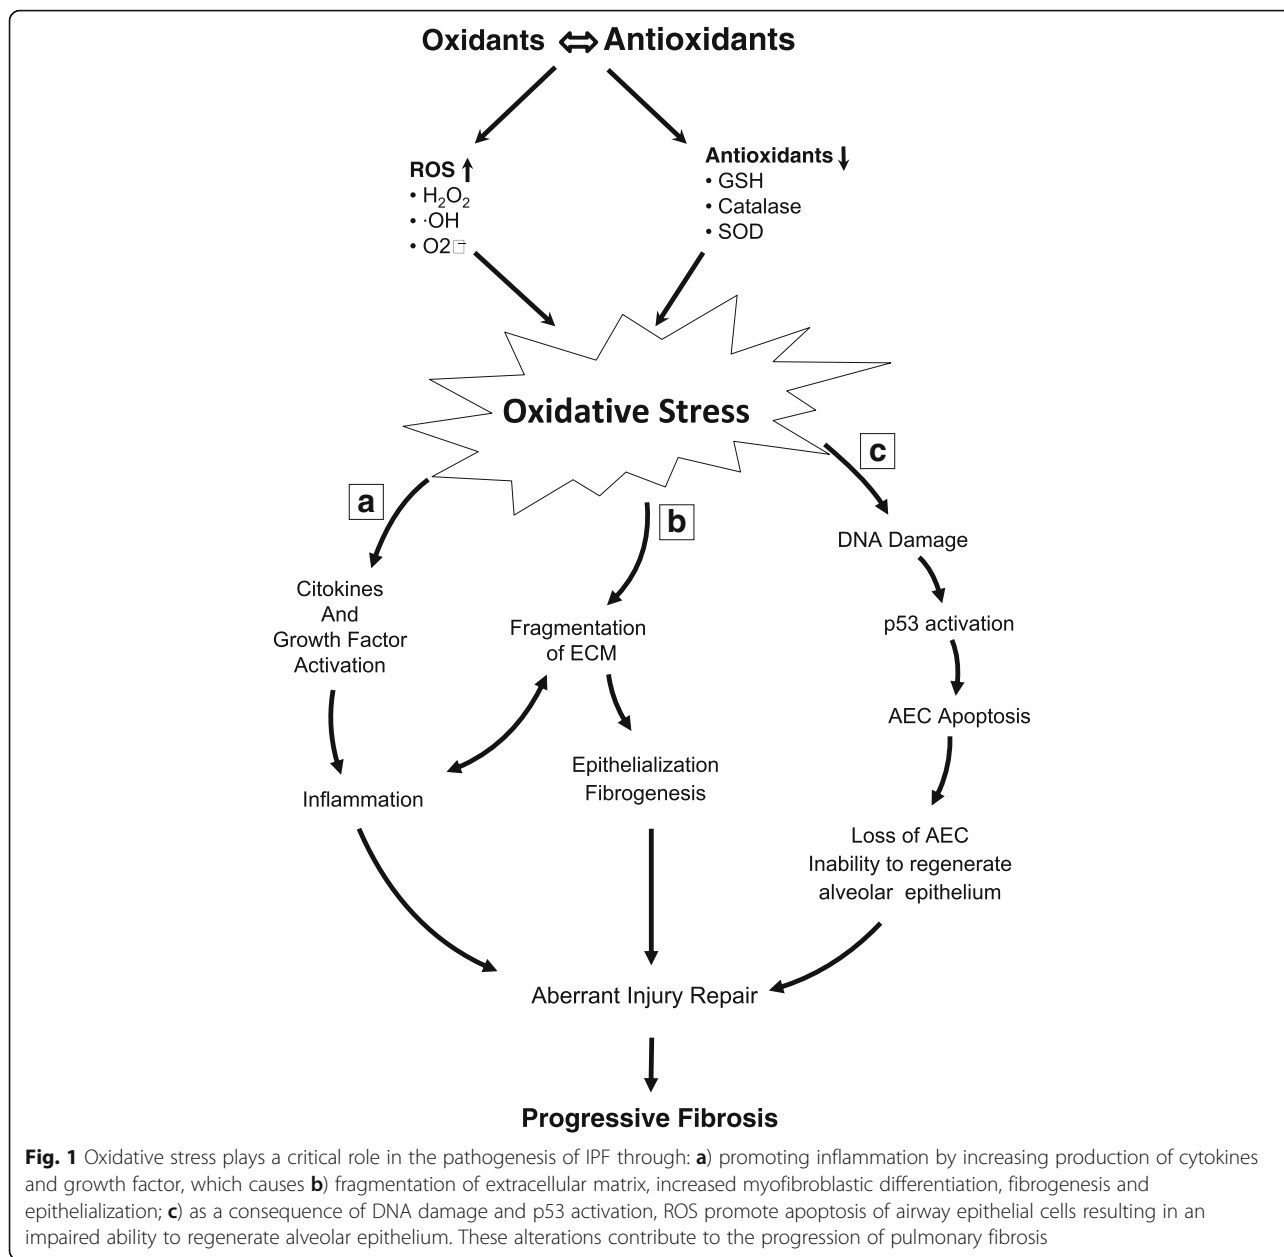 Oxidants ⇔ Antioxidants
ROS ↑
• H₂O₂
• ·OH
• O2□̅
Antioxidants ↓
• GSH
• Catalase
• SOD
Oxidative Stress
a
b
c
Citokines
And
Growth Factor
Activation
Inflammation
Fragmentation
of ECM
Epithelialization
Fibrogenesis
DNA Damage
p53 activation
AEC Apoptosis
Loss of AEC
Inability to regenerate
alveolar epithelium
Aberrant Injury Repair
Progressive Fibrosis
Fig. 1 Oxidative stress plays a critical role in the pathogenesis of IPF through: a) promoting inflammation by increasing production of cytokines
and growth factor, which causes b) fragmentation of extracellular matrix, increased myofibroblastic differentiation, fibrogenesis and
epithelialization; c) as a consequence of DNA damage and p53 activation, ROS promote apoptosis of airway epithelial cells resulting in an
impaired ability to regenerate alveolar epithelium. These alterations contribute to the progression of pulmonary fibrosis